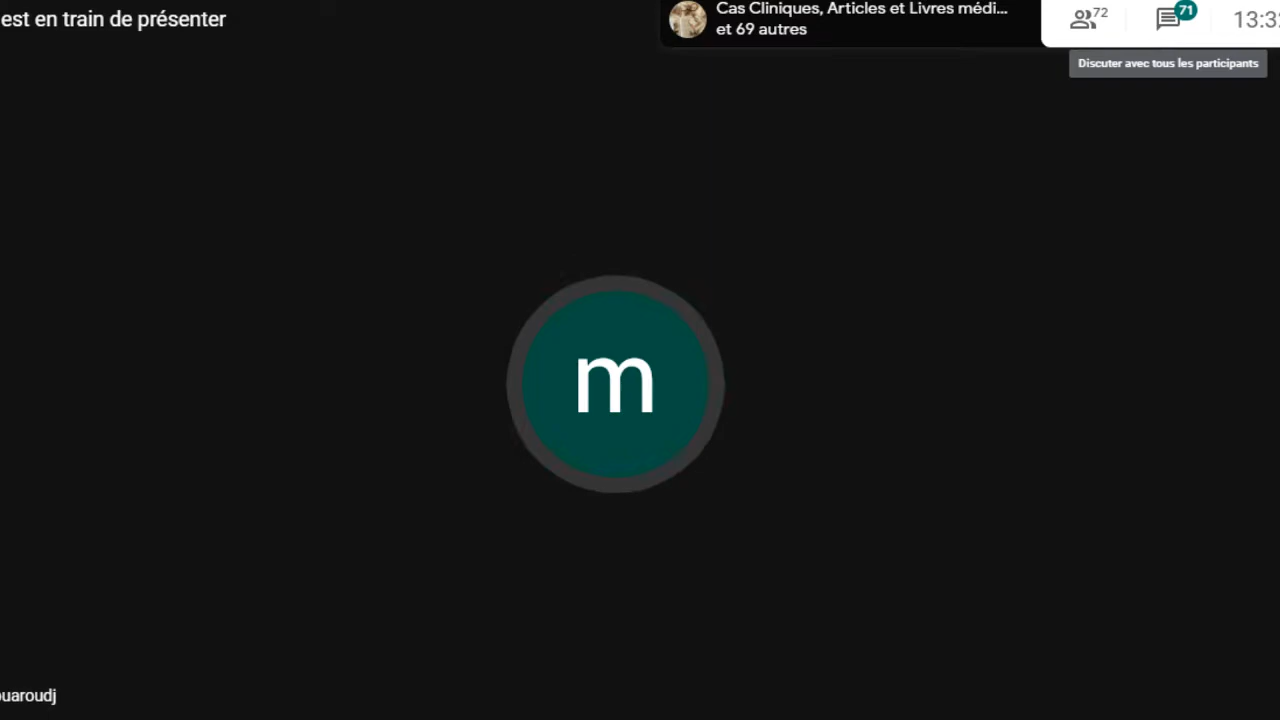 est en train de présenter
Cas Cliniques, Articles et Livres médi...
et 69 autres
72
71
13:3
Discuter avec tous les participants
m
ouaroudj